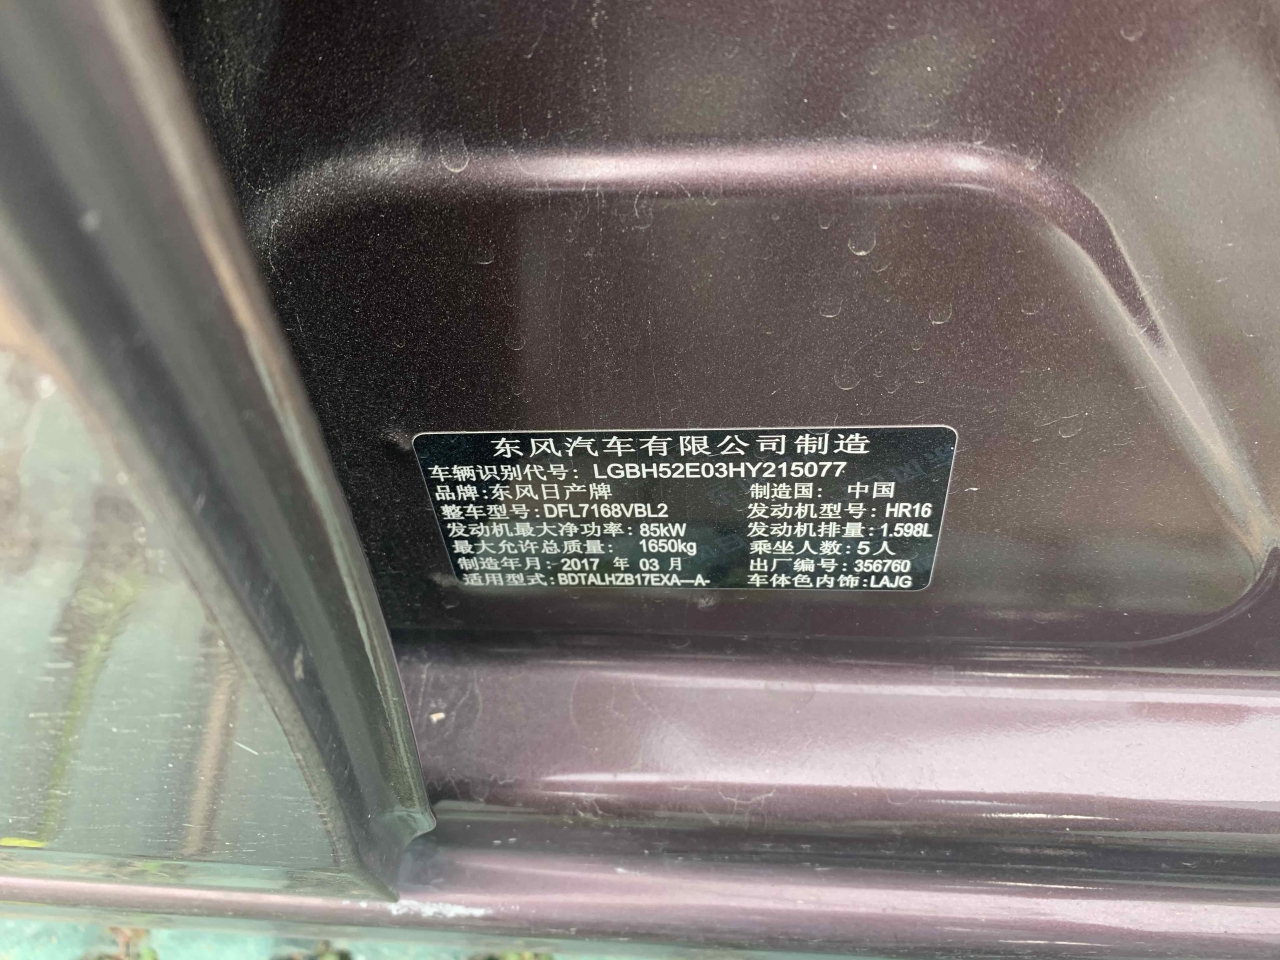 东风汽车有限公司制造
车辆识别代号：LGBH52E03HY215077
品牌：东风日产牌 制造国：中国
整车型号：DFL7168VBL2 发动机型号：HR16
发动机最大净功率：85kW 发动机排量：1.598L
最大允许总质量：1650kg 乘坐人数：5人
制造年月：2017 年 03 月 出厂编号：356760
适用型式：BDTALHZB17EXA—A- 车体色内饰：LAJG